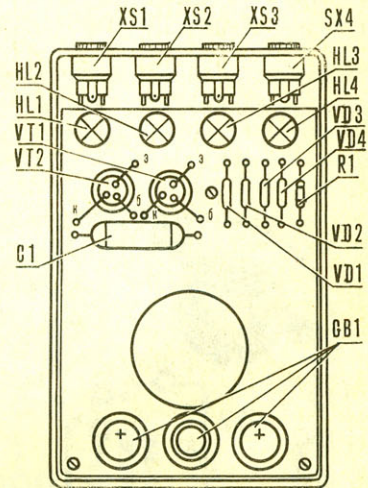 XS1 XS2 XS3 SX4
HL2 HL3
HL1 HL4
VT1 VD3
VT2 VD4
э э R1
к б к б
C1 VD2
VD1
GB1
+ +